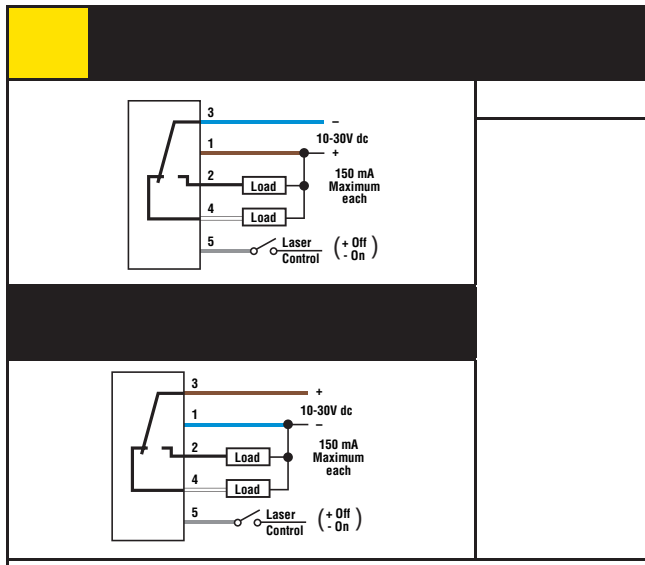 3
–
10-30V dc
1
+
2
Load
150 mA
Maximum
each
4
Load
5
Laser
Control
( + Off
- On )
3
+
10-30V dc
1
–
2
Load
150 mA
Maximum
each
4
Load
5
Laser
Control
( + Off
- On )